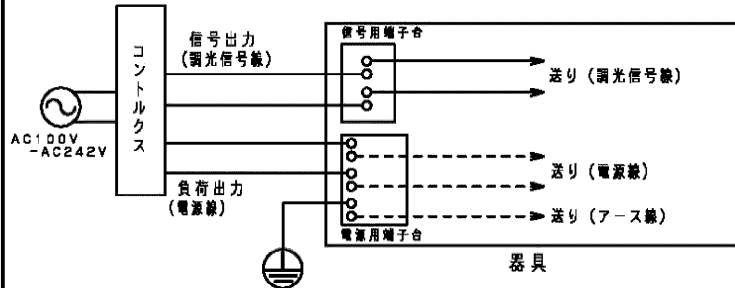 信号用端子台
信号出力
(調光信号線)
コントルクス
送り(調光信号線)
AC100V
-AC242V
送り(電源線)
負荷出力
(電源線)
送り(アース線)
電源用端子台
器具